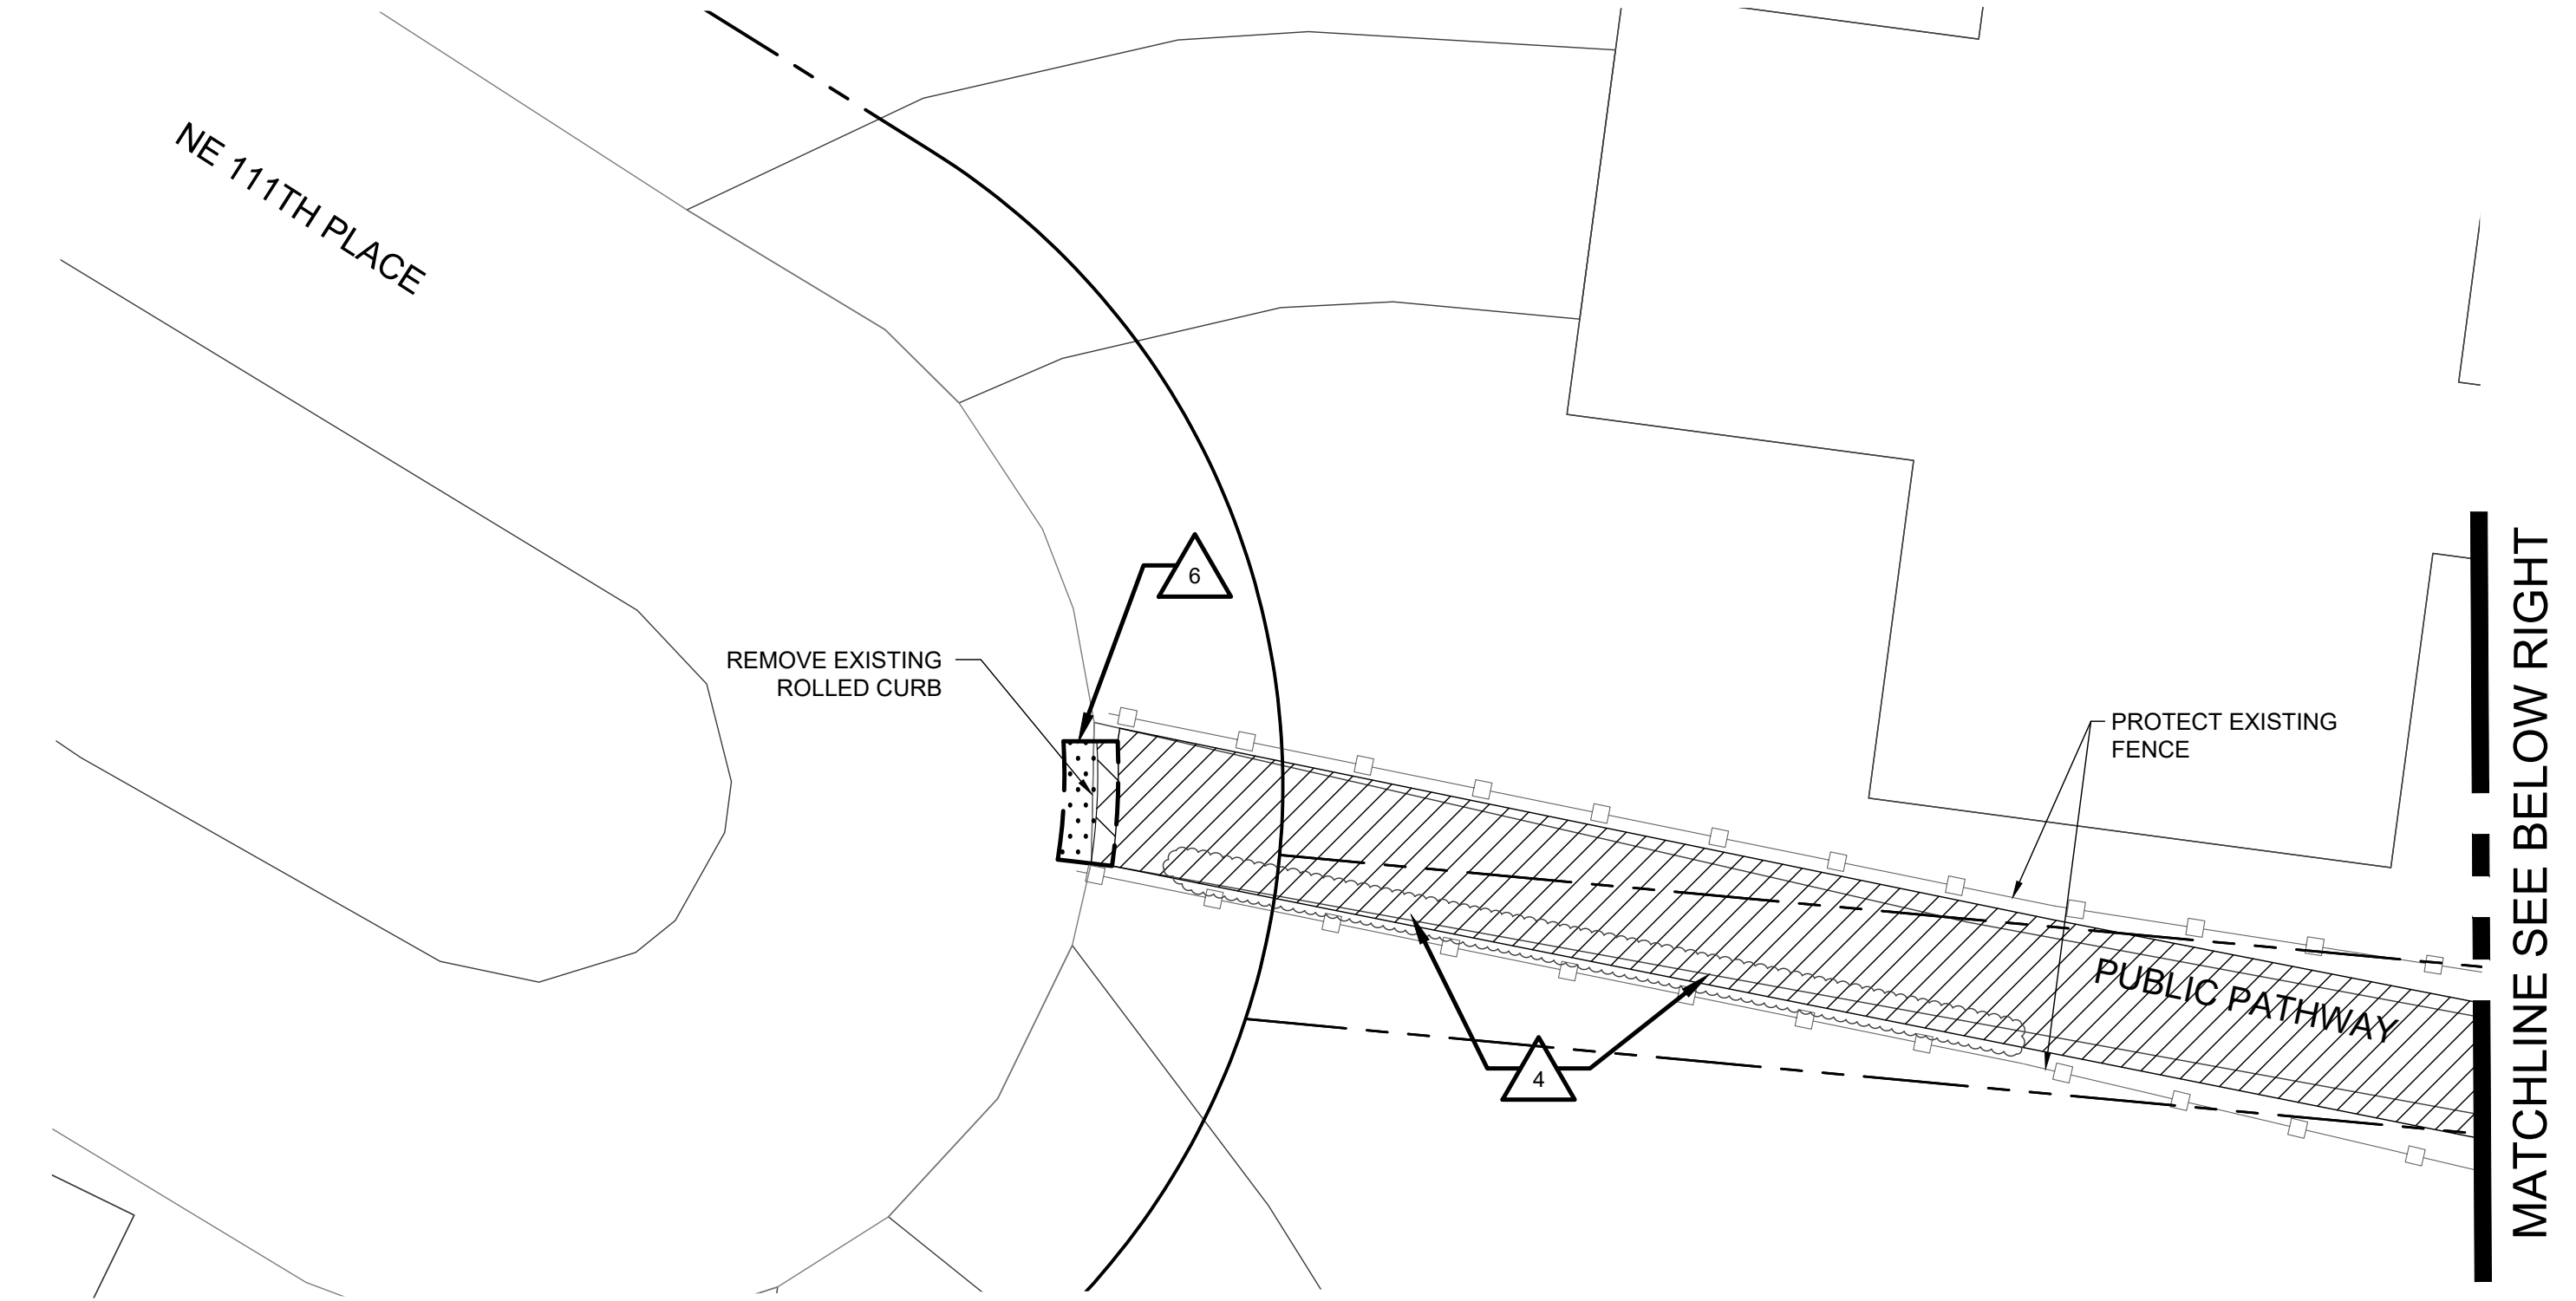 NE 111TH PLACE
6
REMOVE EXISTING
ROLLED CURB
PROTECT EXISTING
FENCE
PUBLIC PATHWAY
4
MATCHLINE SEE BELOW RIGHT